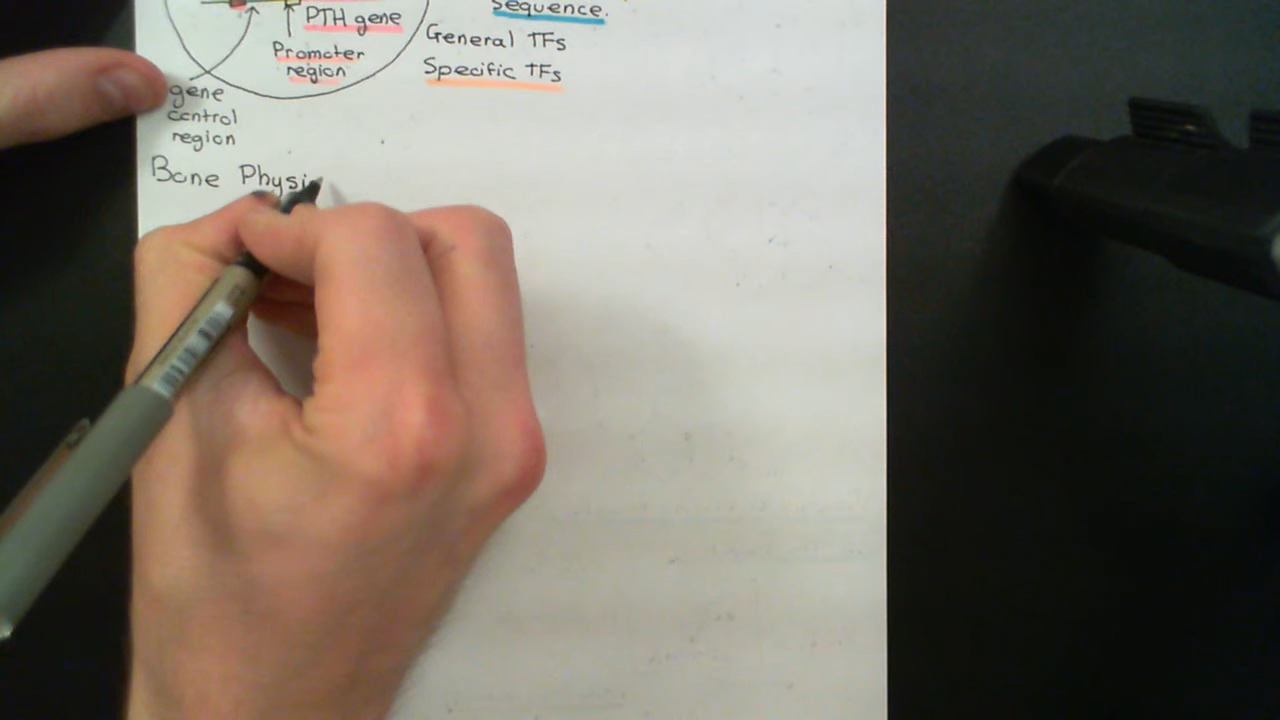 PTH gene
Promoter
region
sequence.
General TFs
Specific TFs
gene
control
region
Bone Physi